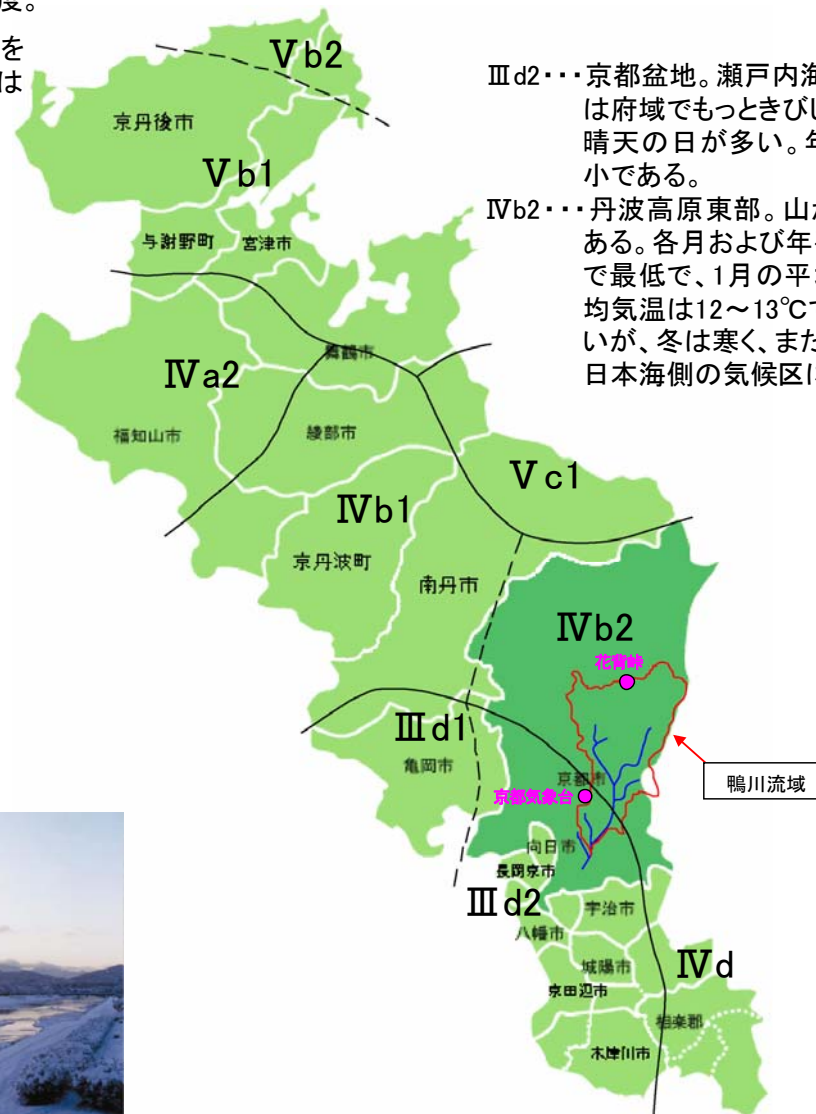 度。
を
は
Ⅲd2・・・京都盆地。瀬戸内海
は府域でもっときびし
晴天の日が多い。年
小である。
Ⅳb2・・・丹波高原東部。山が
ある。各月および年
で最低で、1月の平
均気温は12～13℃で
いが、冬は寒く、また
日本海側の気候区に
Ⅴb2
京丹後市
Ⅴb1
与謝野町
宮津市
舞鶴市
Ⅳa2
福知山市
綾部市
Ⅴc1
Ⅳb1
京丹波町
南丹市
Ⅳb2
花背峠
Ⅲd1
亀岡市
京都市
京都気象台
鴨川流域
向日市
長岡京市
Ⅲd2
宇治市
八幡市
城陽市
Ⅳd
京田辺市
相楽郡
木津川市